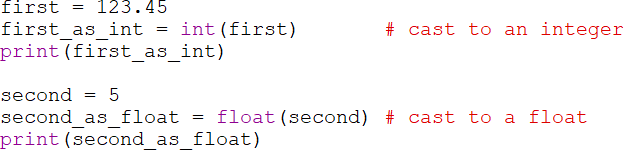 first = 123.45
first_as_int = int(first)      # cast to an integer
print(first_as_int)

second = 5
second_as_float = float(second) # cast to a float
print(second_as_float)